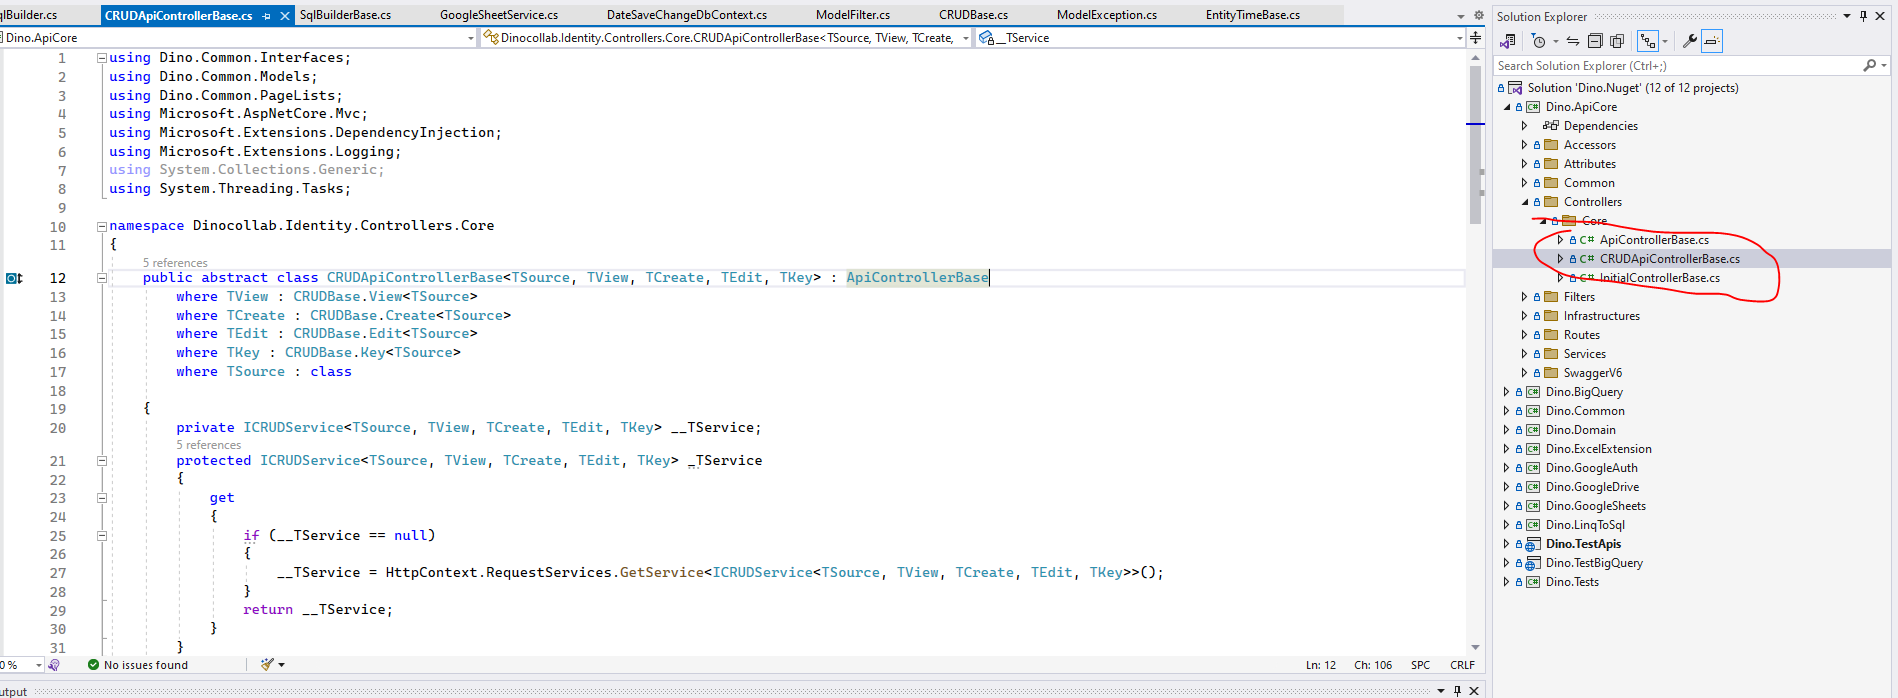 qlBuilder.cs CRUDApiControllerBase.cs SqlBuilderBase.cs GoogleSheetService.cs DateSaveChangeDbContext.cs ModelFilter.cs CRUDBase.cs ModelException.cs EntityTimeBase.cs
Dino.ApiCore Dinocollab.Identity.Controllers.Core.CRUDApiControllerBase<TSource, TView, TCreate, __TService
1 using Dino.Common.Interfaces;
2 using Dino.Common.Models;
3 using Dino.Common.PageLists;
4 using Microsoft.AspNetCore.Mvc;
5 using Microsoft.Extensions.DependencyInjection;
6 using Microsoft.Extensions.Logging;
7 using System.Collections.Generic;
8 using System.Threading.Tasks;
9
10 namespace Dinocollab.Identity.Controllers.Core
11 {
5 references
12 public abstract class CRUDApiControllerBase<TSource, TView, TCreate, TEdit, TKey> : ApiControllerBase
13 where TView : CRUDBase.View<TSource>
14 where TCreate : CRUDBase.Create<TSource>
15 where TEdit : CRUDBase.Edit<TSource>
16 where TKey : CRUDBase.Key<TSource>
17 where TSource : class
18
19 {
20 private ICRUDService<TSource, TView, TCreate, TEdit, TKey> __TService;
5 references
21 protected ICRUDService<TSource, TView, TCreate, TEdit, TKey> _TService
22 {
23 get
24 {
25 if (__TService == null)
26 {
27 __TService = HttpContext.RequestServices.GetService<ICRUDService<TSource, TView, TCreate, TEdit, TKey>>();
28 }
29 return __TService;
30 }
31 }
0 % No issues found Ln: 12 Ch: 106 SPC CRLF
utput
Solution Explorer
Search Solution Explorer (Ctrl+;)
Solution 'Dino.Nuget' (12 of 12 projects)
Dino.ApiCore
Dependencies
Accessors
Attributes
Common
Controllers
Core
C# ApiControllerBase.cs
C# CRUDApiControllerBase.cs
C# InitialControllerBase.cs
Filters
Infrastructures
Routes
Services
SwaggerV6
Dino.BigQuery
Dino.Common
Dino.Domain
Dino.ExcelExtension
Dino.GoogleAuth
Dino.GoogleDrive
Dino.GoogleSheets
Dino.LinqToSql
Dino.TestApis
Dino.TestBigQuery
Dino.Tests